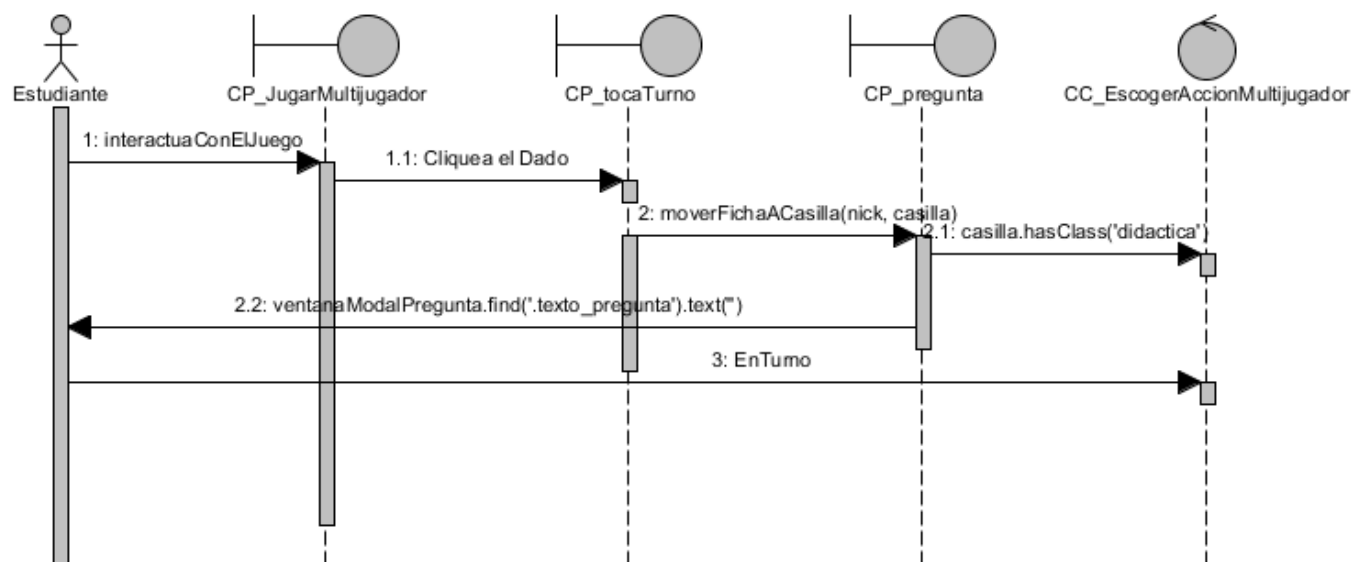 Estudiante
CP_JugarMultijugador
CP_tocaTurno
CP_pregunta
CC_EscogerAccionMultijugador
1: interactuaConElJuego
1.1: Cliquea el Dado
2: moverFichaACasilla(nick, casilla)
2.1: casilla.hasClass("didactica")
2.2: ventanaModalPregunta.find(".texto_pregunta").text("")
3: EnTurno